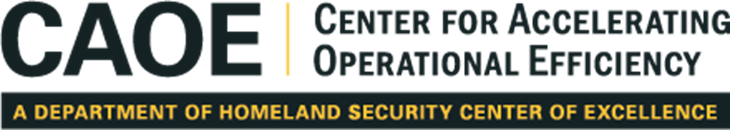 CAOE
CENTER FOR ACCELERATING
OPERATIONAL EFFICIENCY
A DEPARTMENT OF HOMELAND SECURITY CENTER OF EXCELLENCE